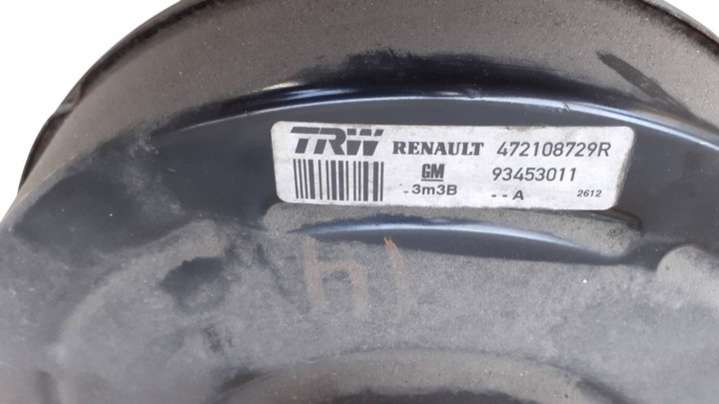 TRW RENAULT 472108729R
GM 93453011
.3m3B --A 2612